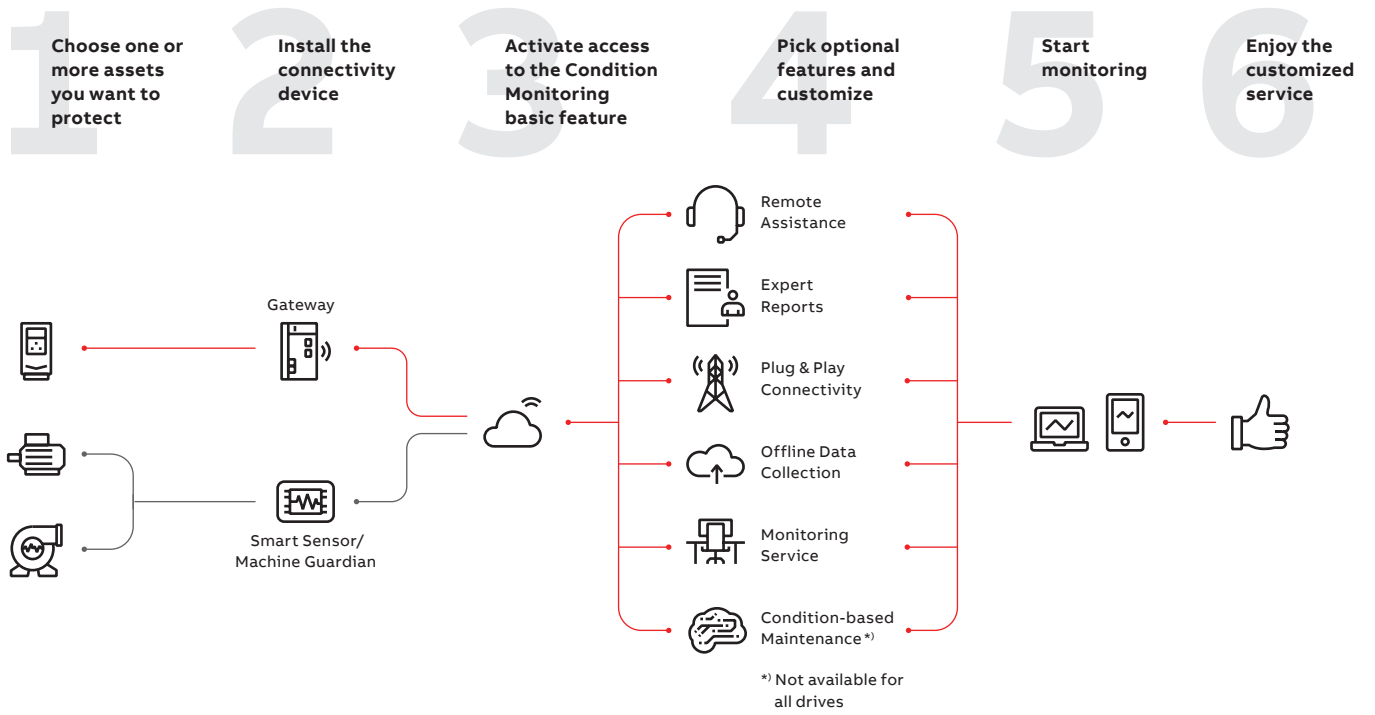 1
Choose one or
more assets
you want to
protect
2
Install the
connectivity
device
3
Activate access
to the Condition
Monitoring
basic feature
4
Pick optional
features and
customize
5
Start
monitoring
6
Enjoy the
customized
service
Gateway
Smart Sensor/
Machine Guardian
Remote
Assistance
Expert
Reports
Plug & Play
Connectivity
Offline Data
Collection
Monitoring
Service
Condition-based
Maintenance *)
*) Not available for
all drives